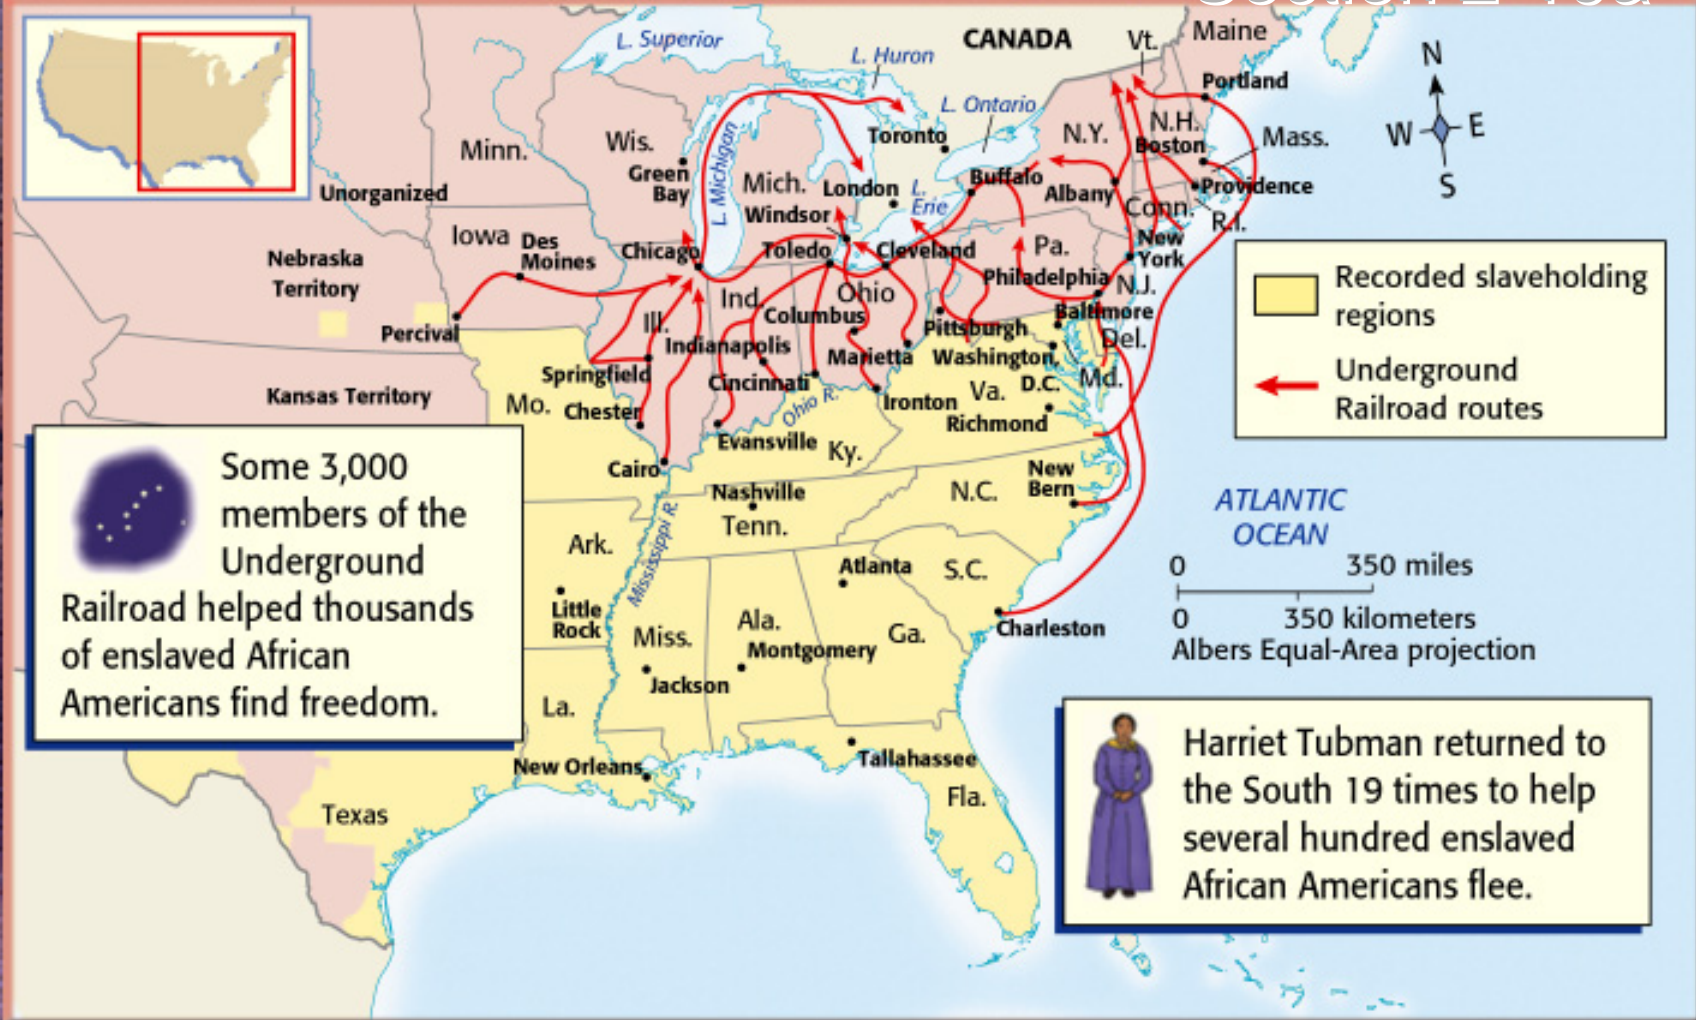 CANADA
L. Superior
L. Huron
L. Ontario
L. Michigan
L.
Erie
Vt.
Maine
Portland
N.H.
Boston
Mass.
Providence
R.I.
Conn.
N.Y.
Albany
Buffalo
Toronto
London
Windsor
Mich.
Wis.
Green
Bay
Minn.
Unorganized
Nebraska
Territory
Iowa
Des
Moines
Chicago
Toledo
Cleveland
Pa.
New
York
Philadelphia
N.J.
Baltimore
Del.
Md.
Washington,
D.C.
Pittsburgh
Ohio
Columbus
Marietta
Ind.
Indianapolis
Cincinnati
Ill.
Springfield
Percival
Kansas Territory
Mo.
Chester
Cairo
Evansville
Ohio R.
Ironton
Va.
Richmond
Ky.
Nashville
Tenn.
N.C.
New
Bern
Mississippi R.
Ark.
Little
Rock
Miss.
Jackson
Ala.
Montgomery
Atlanta
Ga.
S.C.
Charleston
La.
New Orleans
Tallahassee
Fla.
Texas
ATLANTIC
OCEAN
N
W
E
S
Recorded slaveholding
regions
Underground
Railroad routes
0
350 miles
0
350 kilometers
Albers Equal-Area projection
Some 3,000
members of the
Underground
Railroad helped thousands
of enslaved African
Americans find freedom.
Harriet Tubman returned to
the South 19 times to help
several hundred enslaved
African Americans flee.